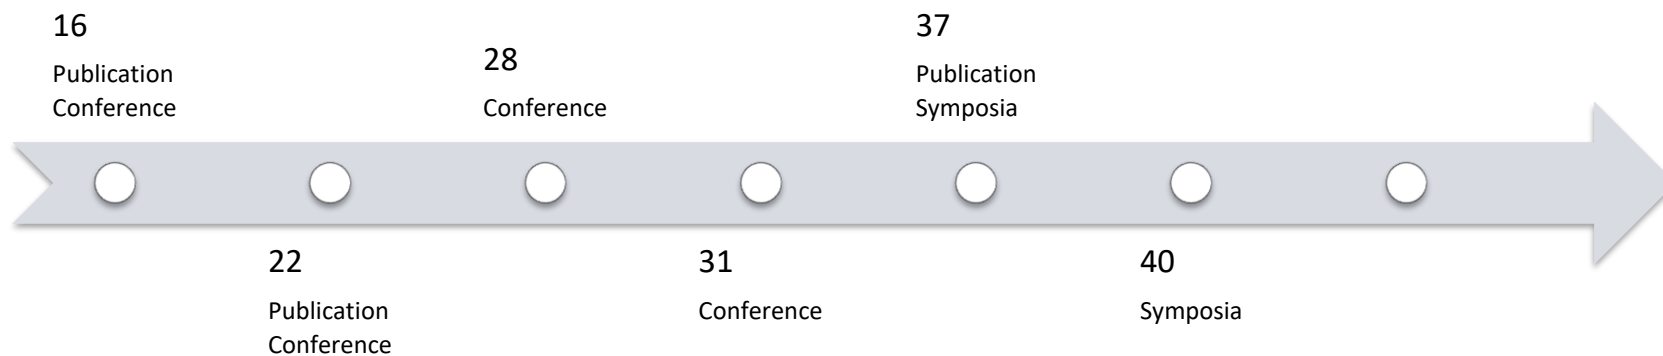 16
Publication
Conference
28
Conference
37
Publication
Symposia
22
Publication
Conference
31
Conference
40
Symposia